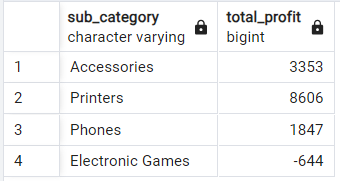 sub_category total_profit
character varying bigint
1 Accessories 3353
2 Printers 8606
3 Phones 1847
4 Electronic Games -644